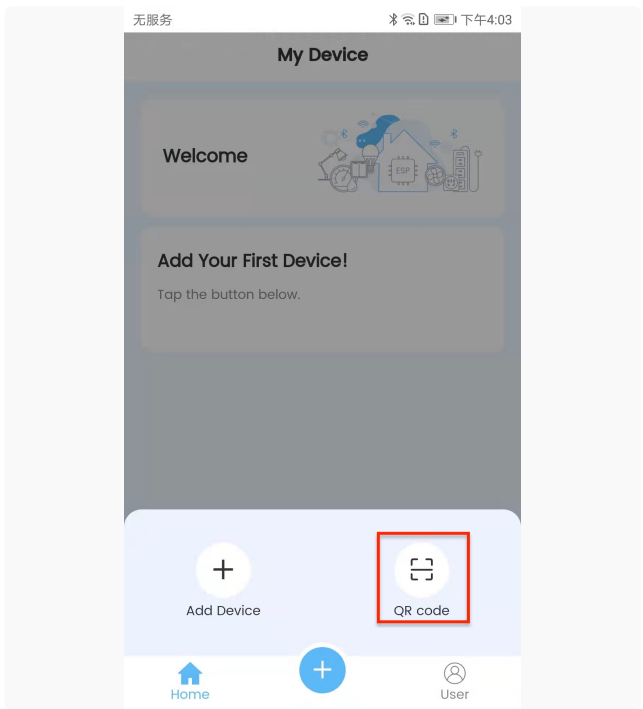 无服务 下午4:03
My Device
Welcome
ESP
Add Your First Device!
Tap the button below.
Add Device QR code
Home User